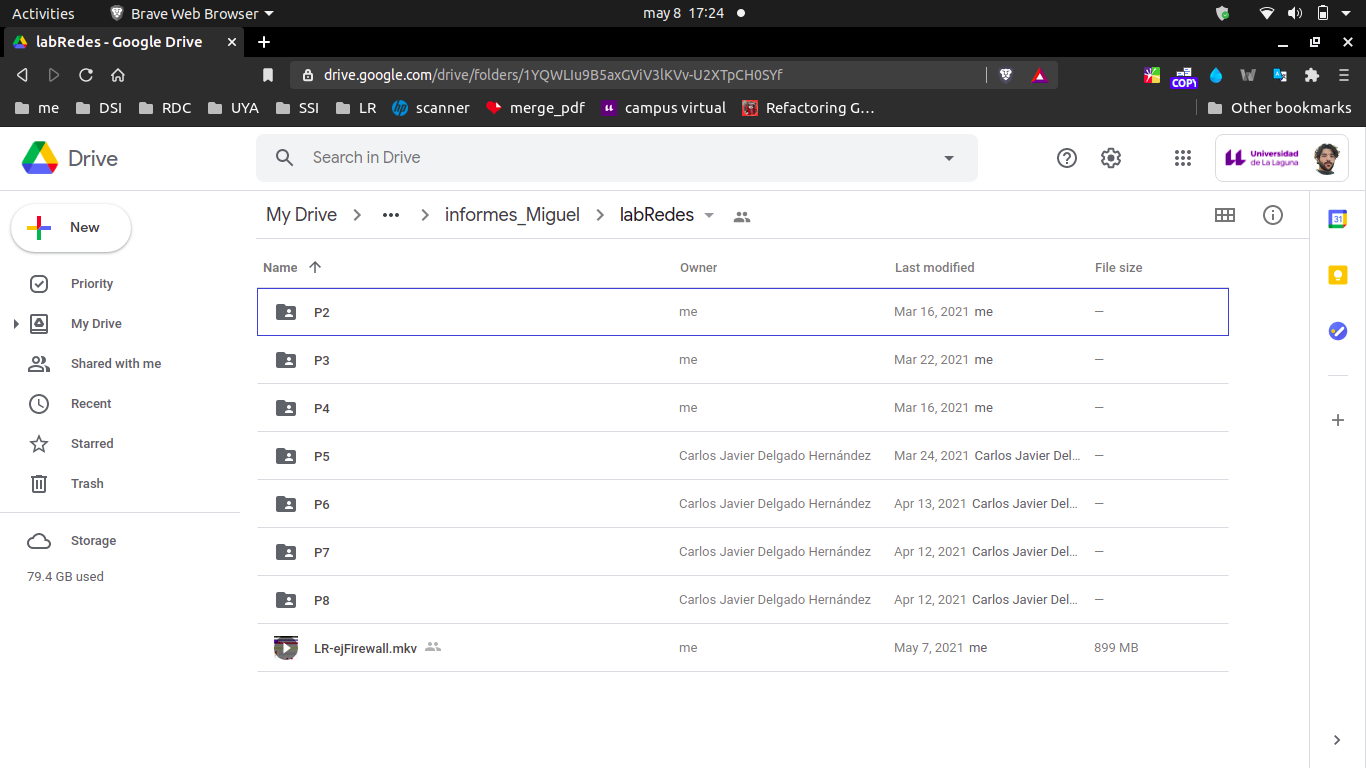 Activities Brave Web Browser may 8 17:24
labRedes - Google Drive
drive.google.com/drive/folders/1YQWLIu9B5axGViV3lKVv-U2XTpCH0SYf COPY
me DSI RDC UYA SSI LR scanner merge_pdf campus virtual Refactoring G... Other bookmarks
Drive Search in Drive Universidad
de La Laguna
My Drive ••• informes_Miguel labRedes 31
New
Name Owner Last modified File size
Priority
P2 me Mar 16, 2021 me —
My Drive
P3 me Mar 22, 2021 me —
Shared with me
Recent
P4 me Mar 16, 2021 me —
Starred
P5 Carlos Javier Delgado Hernández Mar 24, 2021 Carlos Javier Del... —
Trash
P6 Carlos Javier Delgado Hernández Apr 13, 2021 Carlos Javier Del... —
Storage
P7 Carlos Javier Delgado Hernández Apr 12, 2021 Carlos Javier Del... —
79.4 GB used
P8 Carlos Javier Delgado Hernández Apr 12, 2021 Carlos Javier Del... —
LR-ejFirewall.mkv me May 7, 2021 me 899 MB